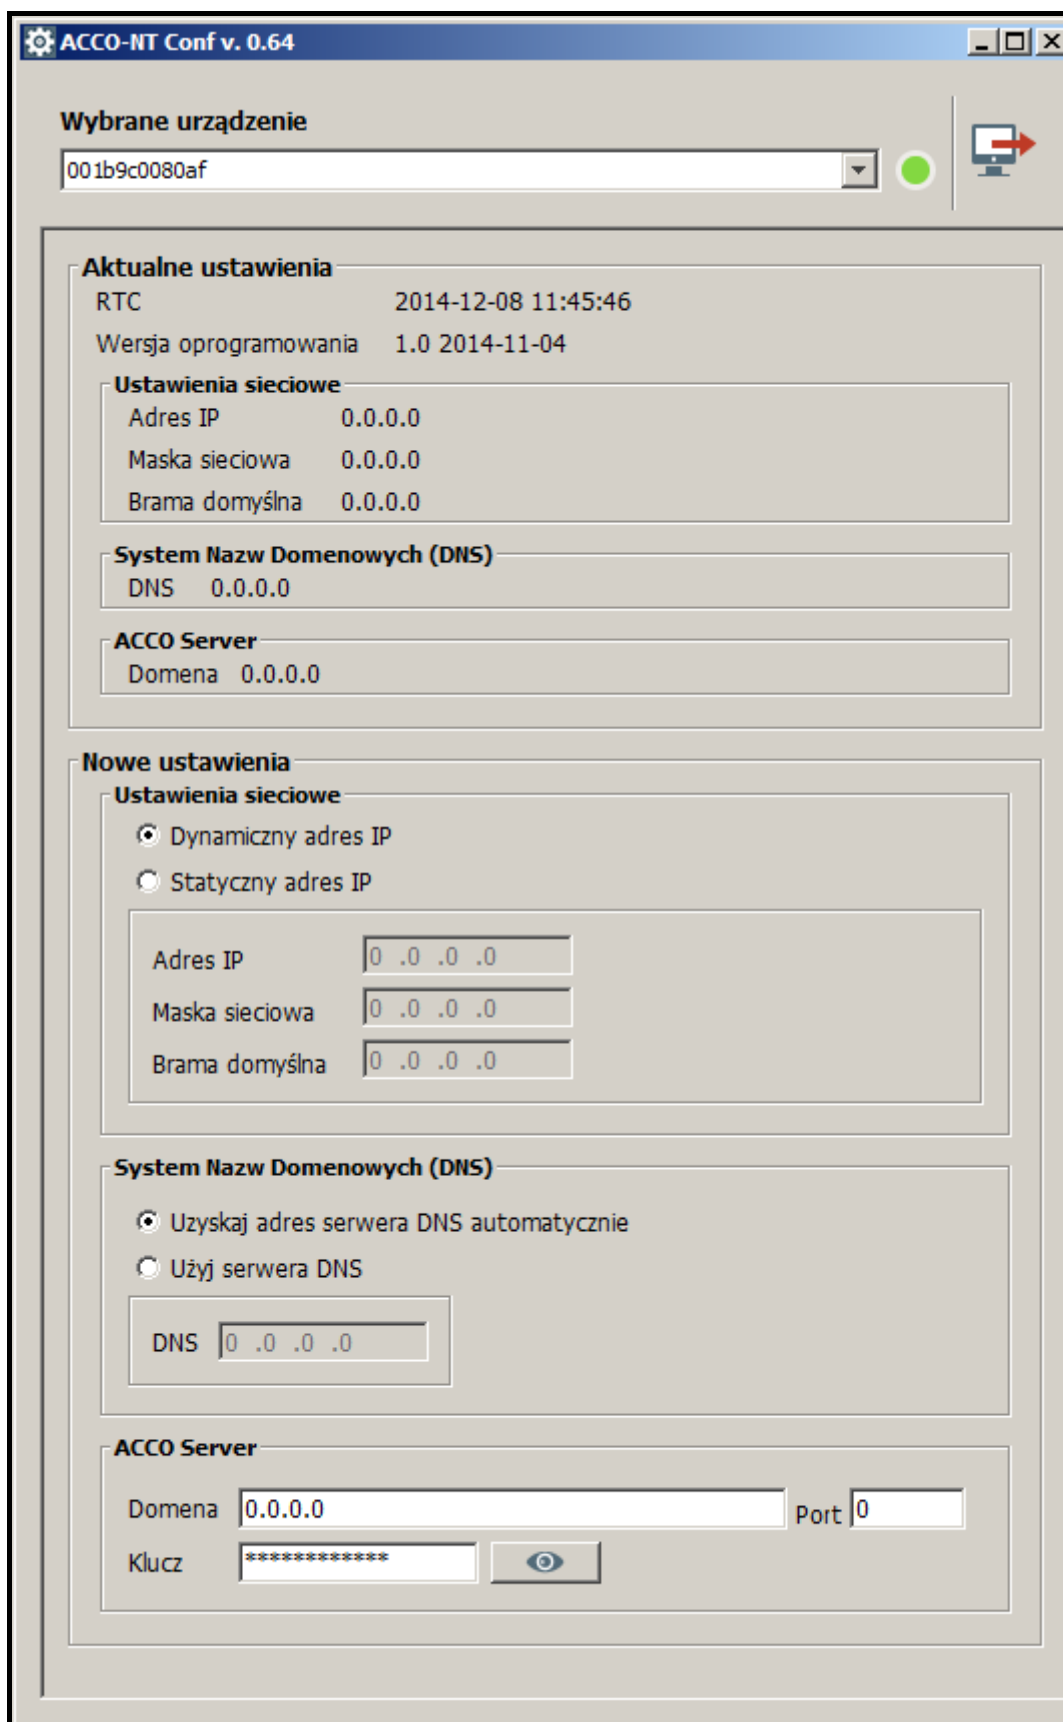 ACCO-NT Conf v. 0.64
Wybrane urządzenie
001b9c0080af
Aktualne ustawienia
RTC 2014-12-08 11:45:46
Wersja oprogramowania 1.0 2014-11-04
Ustawienia sieciowe
Adres IP 0.0.0.0
Maska sieciowa 0.0.0.0
Brama domyślna 0.0.0.0
System Nazw Domenowych (DNS)
DNS 0.0.0.0
ACCO Server
Domena 0.0.0.0
Nowe ustawienia
Ustawienia sieciowe
Dynamiczny adres IP
Statyczny adres IP
Adres IP 0 .0 .0 .0
Maska sieciowa 0 .0 .0 .0
Brama domyślna 0 .0 .0 .0
System Nazw Domenowych (DNS)
Uzyskaj adres serwera DNS automatycznie
Użyj serwera DNS
DNS 0 .0 .0 .0
ACCO Server
Domena 0.0.0.0 Port 0
Klucz ************